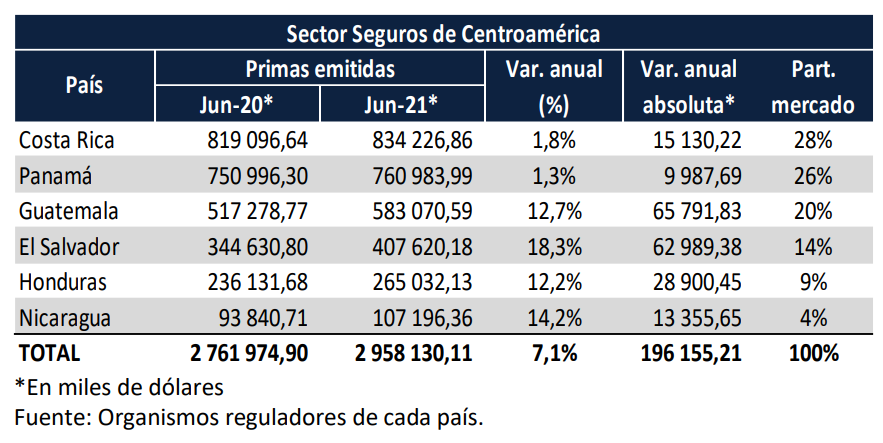 Sector Seguros de Centroamérica
País Primas emitidas Var. anual (%) Var. anual absoluta* Part. mercado
Jun-20* Jun-21*
Costa Rica 819 096,64 834 226,86 1,8% 15 130,22 28%
Panamá 750 996,30 760 983,99 1,3% 9 987,69 26%
Guatemala 517 278,77 583 070,59 12,7% 65 791,83 20%
El Salvador 344 630,80 407 620,18 18,3% 62 989,38 14%
Honduras 236 131,68 265 032,13 12,2% 28 900,45 9%
Nicaragua 93 840,71 107 196,36 14,2% 13 355,65 4%
TOTAL 2 761 974,90 2 958 130,11 7,1% 196 155,21 100%
*En miles de dólares
Fuente: Organismos reguladores de cada país.